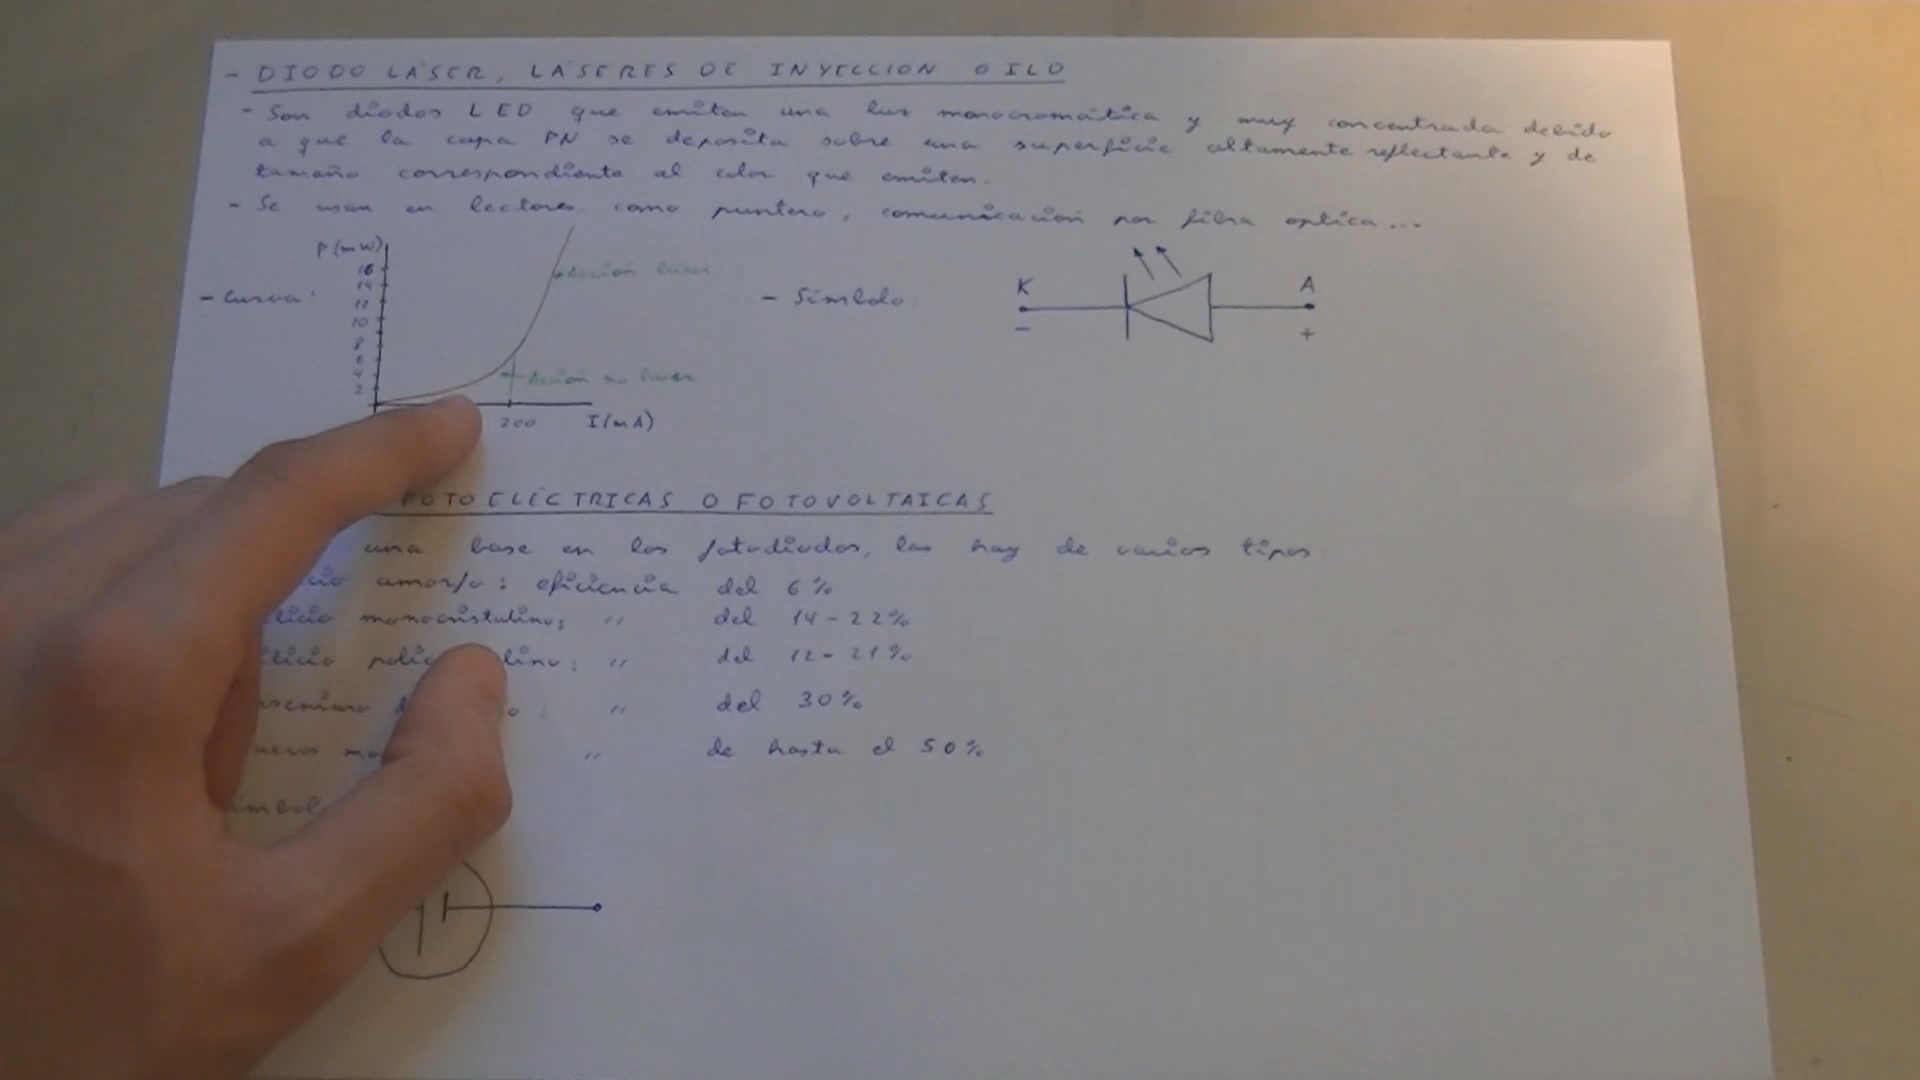 - DIODO LÁSER, LÁSERES DE INYECCIÓN O ILD
- Son diodos LED que emiten una luz monocromática y muy concentrada debido
a que la capa PN se deposita sobre una superficie altamente reflectante y de
tamaño correspondiente al color que emiten.
- Se usan en lectores, como puntero, comunicación por fibra óptica...
P(mW)
16
14
12
10
8
6
4
2
Acción láser
Acción no láser
200 I(mA)
- Curva:
- Símbolo:
K A
- +
FOTOELÉCTRICAS O FOTOVOLTAICAS
una base en los fotodiodos, las hay de varios tipos:
amorfo: eficiencia del 6%
monocristalino: " del 14-22%
" del 12-21%
" del 30%
" de hasta el 50%